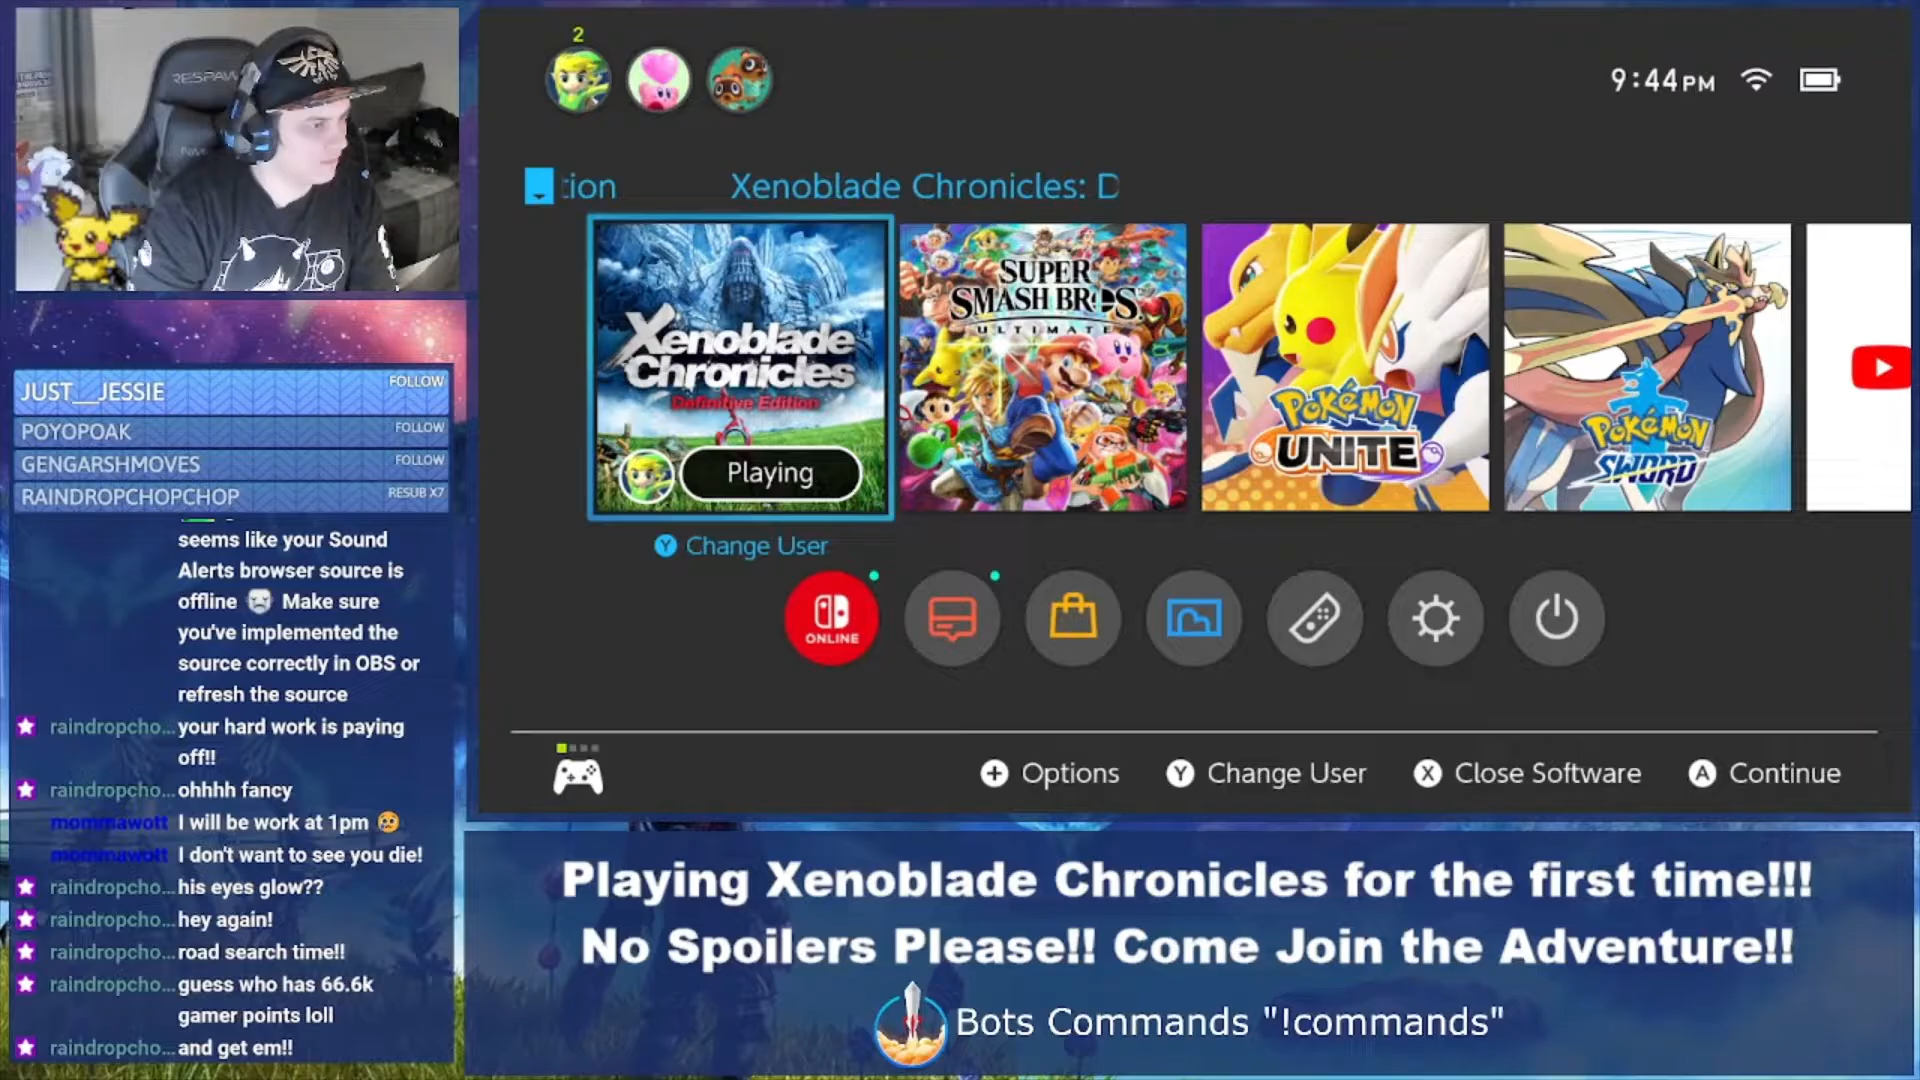 RESPAW
JUST__JESSIE FOLLOW
POYOPOAK FOLLOW
GENGARSHMOVES FOLLOW
RAINDROPCHOPCHOP RESUB X7
seems like your Sound
Alerts browser source is
offline Make sure
you've implemented the
source correctly in OBS or
refresh the source
raindropcho... your hard work is paying
off!!
raindropcho... ohhhh fancy
mommawott I will be work at 1pm 😢
mommawott I don't want to see you die!
raindropcho... his eyes glow??
raindropcho... hey again!
raindropcho... road search time!!
raindropcho... guess who has 66.6k
gamer points loll
raindropcho... and get em!!
2
9:44PM
tion Xenoblade Chronicles: D
Xenoblade
Chronicles
Definitive Edition
Playing
SUPER
SMASH BROS.
ULTIMATE
POKéMON
UNITE
POKéMON
SWORD
Y Change User
ONLINE
+ Options Y Change User X Close Software A Continue
Playing Xenoblade Chronicles for the first time!!!
No Spoilers Please!! Come Join the Adventure!!
Bots Commands "!commands"